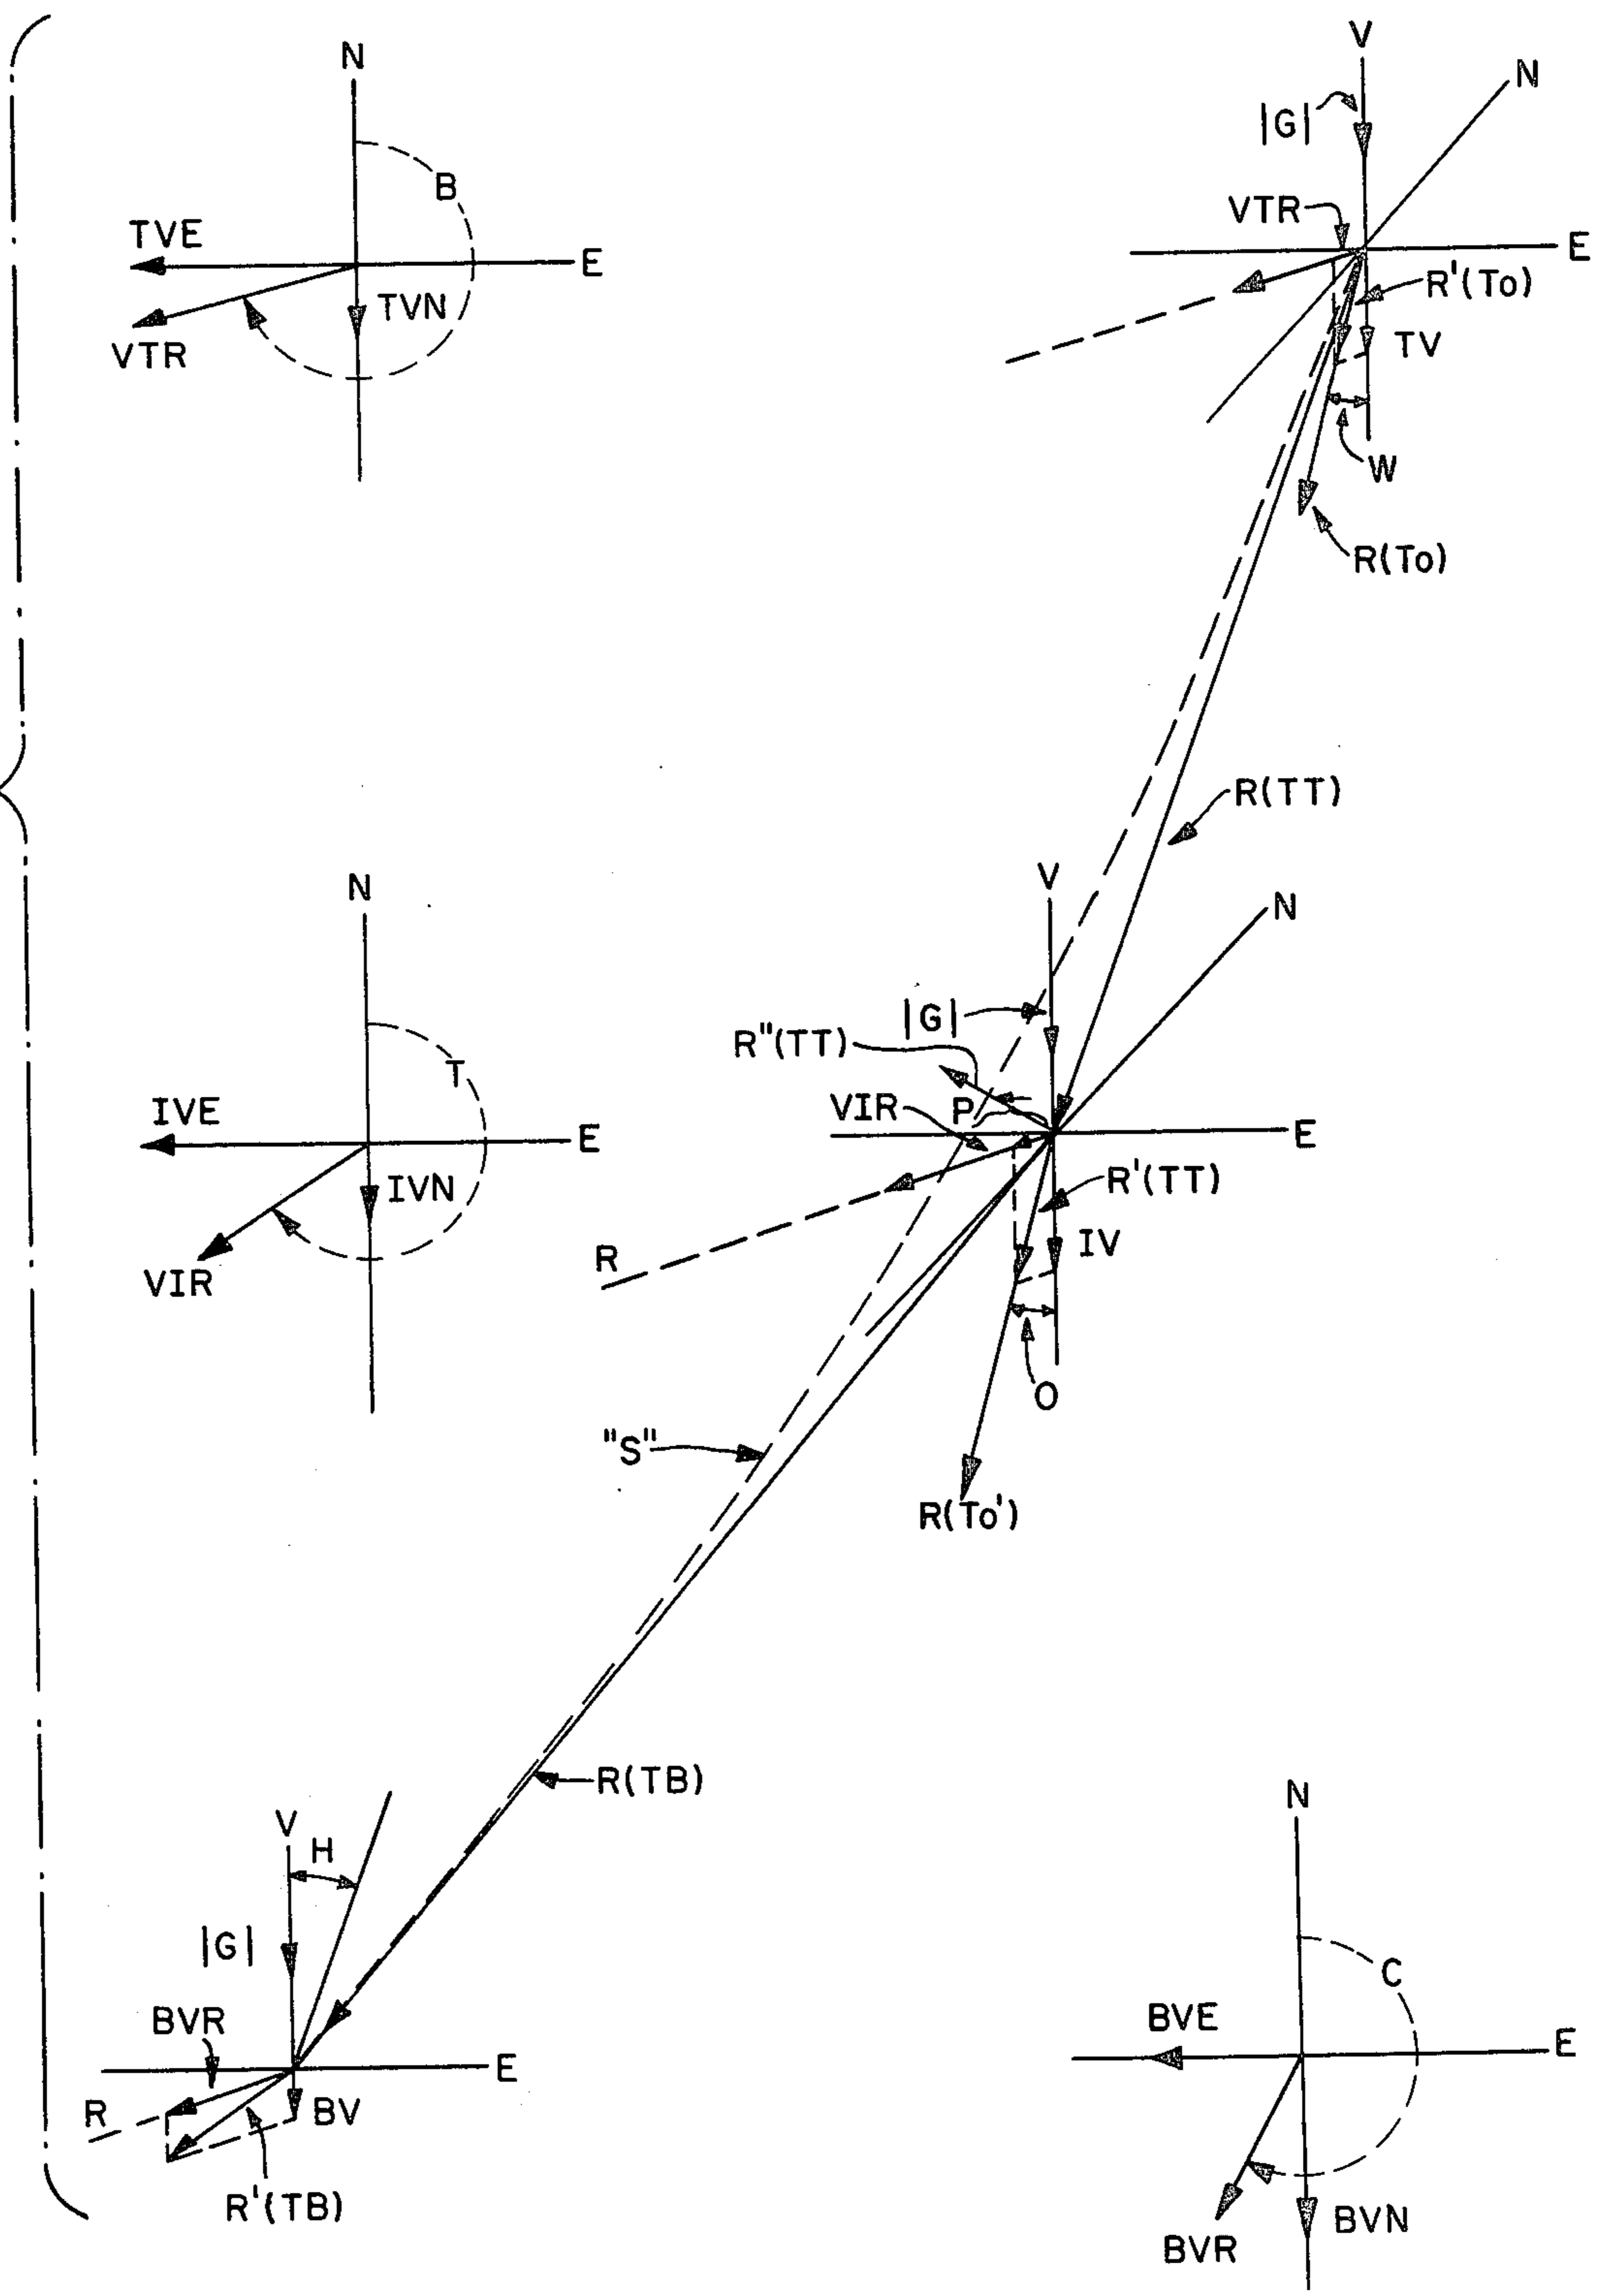 N
B
TVE
E
TVN
VTR
V
N
|G|
VTR
E
R'(To)
TV
W
R(To)
R(TT)
N
T
IVE
E
IVN
VIR
V
N
|G|
R"(TT)
P
VIR
E
R'(TT)
R
IV
O
"S"
R(To')
R(TB)
V
H
|G|
BVR
E
R
BV
R'(TB)
N
C
BVE
E
BVN
BVR